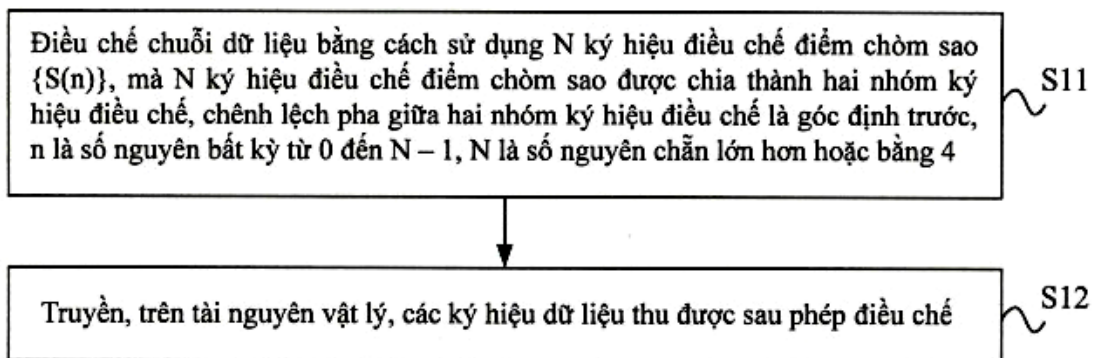 Điều chế chuỗi dữ liệu bằng cách sử dụng N ký hiệu điều chế điểm chòm sao
{S(n)}, mà N ký hiệu điều chế điểm chòm sao được chia thành hai nhóm ký
hiệu điều chế, chênh lệch pha giữa hai nhóm ký hiệu điều chế là góc định trước,
n là số nguyên bất kỳ từ 0 đến N – 1, N là số nguyên chẵn lớn hơn hoặc bằng 4
S11
Truyền, trên tài nguyên vật lý, các ký hiệu dữ liệu thu được sau phép điều chế
S12